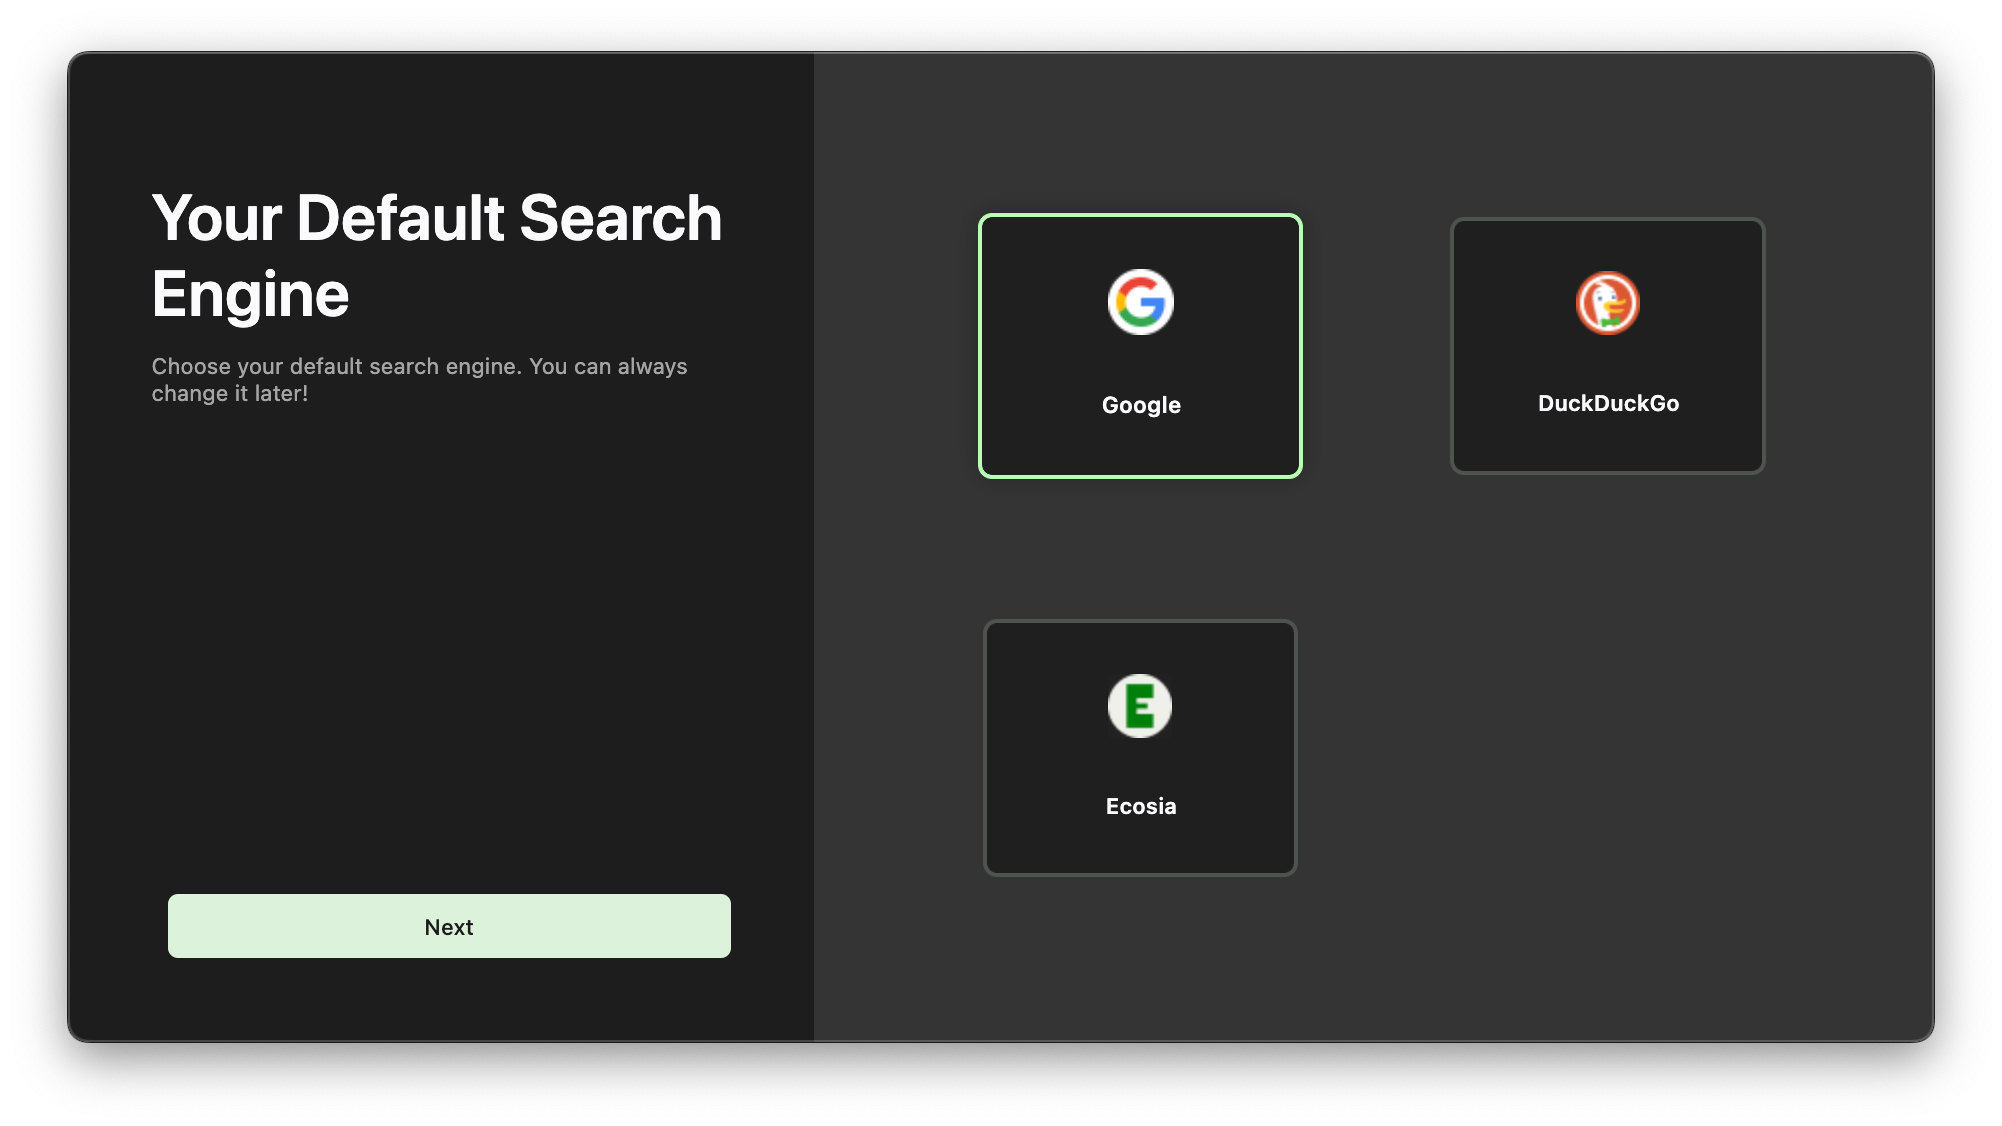 Your Default Search
Engine
Choose your default search engine. You can always
change it later!
Google
DuckDuckGo
E
Ecosia
Next